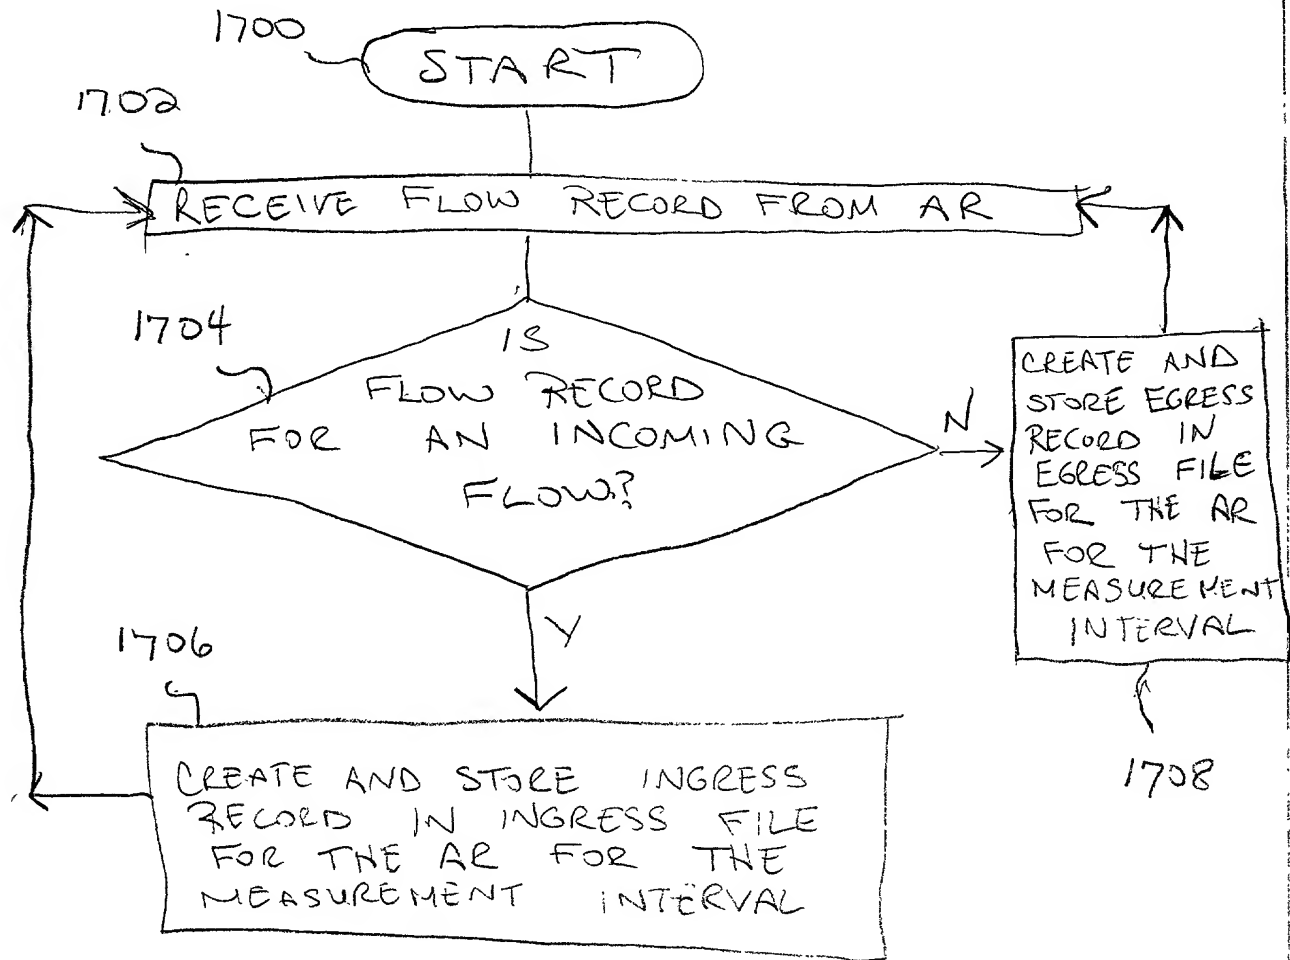 1700
START
1702
RECEIVE FLOW RECORD FROM AR
1704
IS
FLOW RECORD
FOR AN INCOMING
FLOW?
N
CREATE AND
STORE EGRESS
RECORD IN
EGRESS FILE
FOR THE AR
FOR THE
MEASUREMENT
INTERVAL
1708
Y
1706
CREATE AND STORE INGRESS
RECORD IN INGRESS FILE
FOR THE AR FOR THE
MEASUREMENT INTERVAL